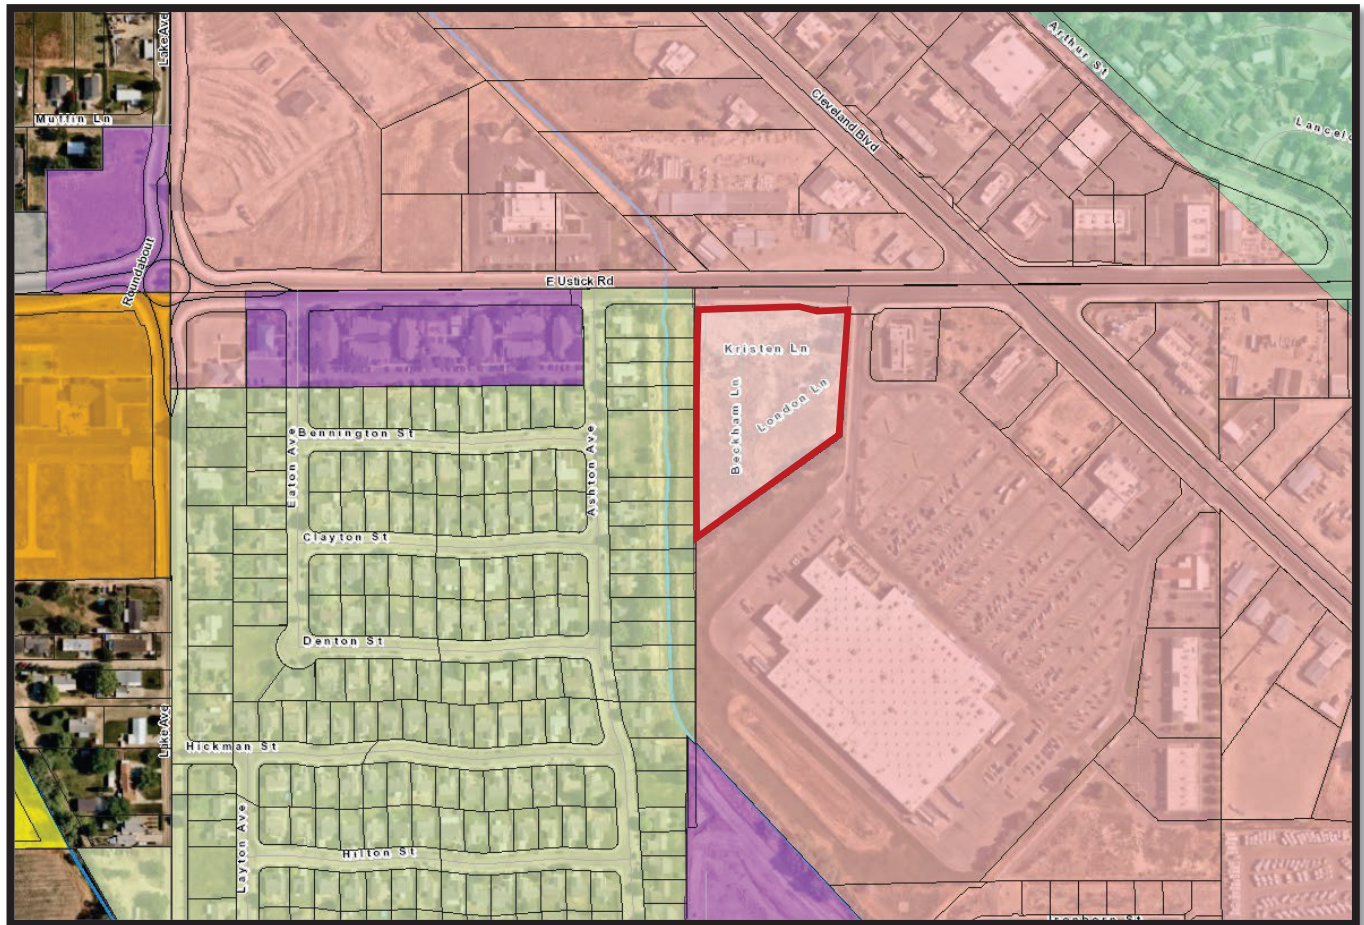 Lake Ave
Arthur St
Cleveland Blvd
Muffin Ln
Roundabout
E Ustick Rd
Kristen Ln
Beckham Ln
London Ln
Bennington St
Eaton Ave
Ashton Ave
Clayton St
Denton St
Lake Ave
Hickman St
Layton Ave
Hilton St